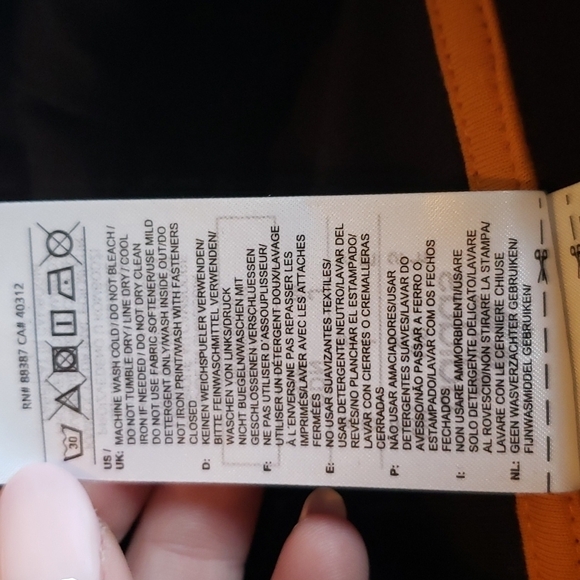 RN# 88387 CA# 40312
30
US / UK: MACHINE WASH COLD / DO NOT BLEACH /
DO NOT TUMBLE DRY / LINE DRY / COOL
IRON IF NEEDED / DO NOT DRY CLEAN
DO NOT USE FABRIC SOFTENER/USE MILD
DETERGENT ONLY/WASH INSIDE OUT/DO
NOT IRON PRINT/WASH WITH FASTENERS
CLOSED
D: KEINEN WEICHSPUELER VERWENDEN/
BITTE FEINWASCHMITTEL VERWENDEN/
WASCHEN VON LINKS/DRUCK
NICHT BUEGELN/WASCHEN MIT
GESCHLOSSENEN VERSCHLUESSEN
F: NE PAS UTILISER D'ASSOUPLISSEUR/
UTILISER UN DETERGENT DOUX/LAVAGE
À L'ENVERS/NE PAS REPASSER LES
IMPRIMES/LAVER AVEC LES ATTACHES
FERMÉES
E: NO USAR SUAVIZANTES TEXTILES/
USAR DETERGENTE NEUTRO/LAVAR DEL
REVÉS/NO PLANCHAR EL ESTAMPADO/
LAVAR CON CIERRES O CREMALLERAS
CERRADAS
P: NÃO USAR AMACIADORES/USAR
DETERGENTES SUAVES/LAVAR DO
AVESSO/NÃO PASSAR A FERRO O
ESTAMPADO/LAVAR COM OS FECHOS
FECHADOS
I: NON USARE AMMORBIDENTI/USARE
SOLO DETERGENTE DELICATO/LAVARE
AL ROVESCIO/NON STIRARE LA STAMPA/
LAVARE CON LE CERNIERE CHIUSE
NL: GEEN WASVERZACHTER GEBRUIKEN/
FIJNWASMIDDEL GEBRUIKEN/